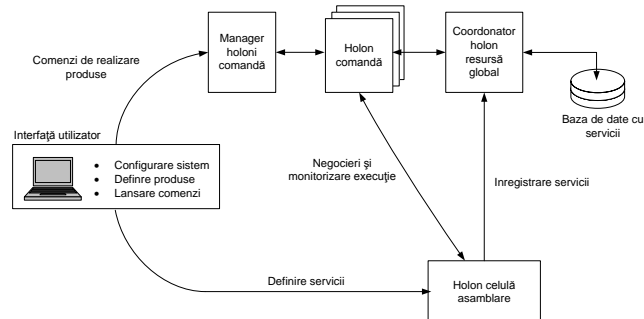 Comenzi de realizare
produse
Manager
holoni
comandă
Holon
comandă
Coordonator
holon
resursă
global
Baza de date cu
servicii
Interfaţă utilizator
• Configurare sistem
• Definre produse
• Lansare comenzi
Negocieri şi
monitorizare execuţie
Inregistrare servicii
Definire servicii
Holon celulă
asamblare